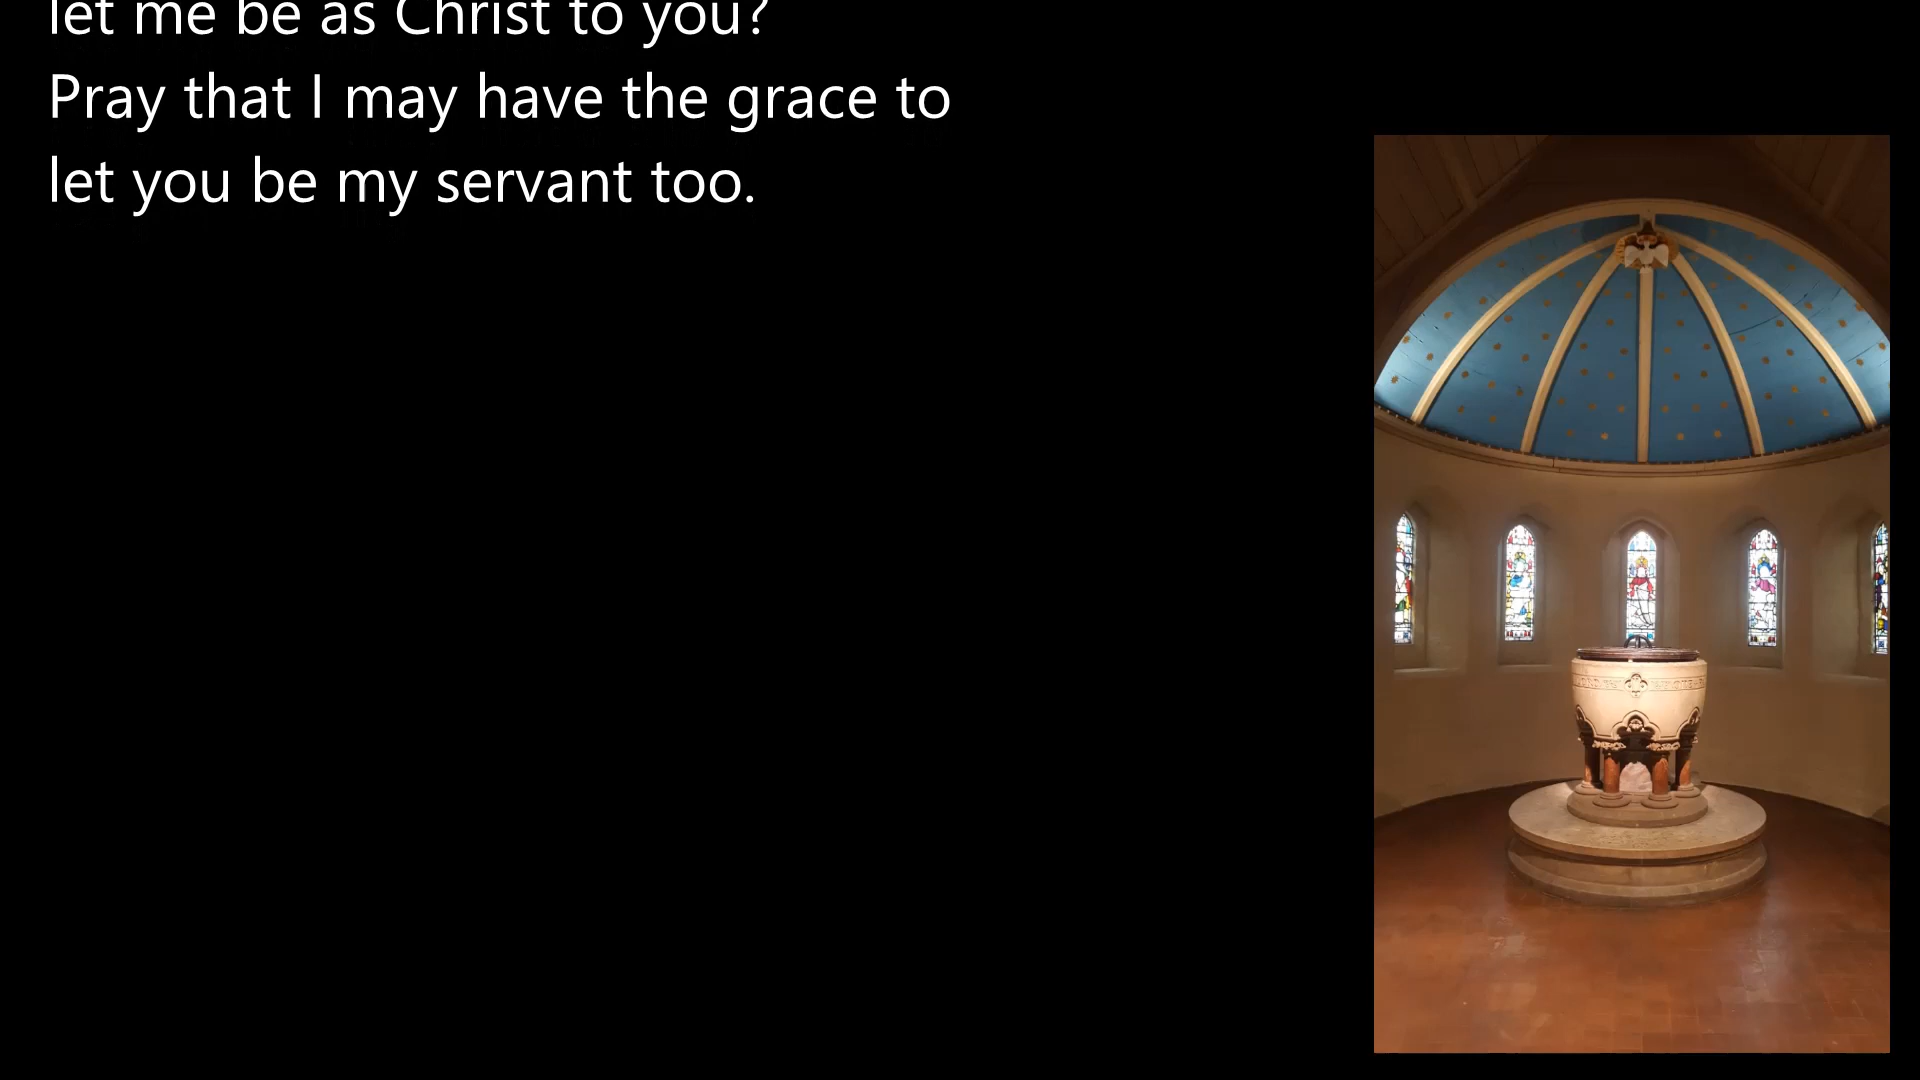 let me be as Christ to you?
Pray that I may have the grace to
let you be my servant too.